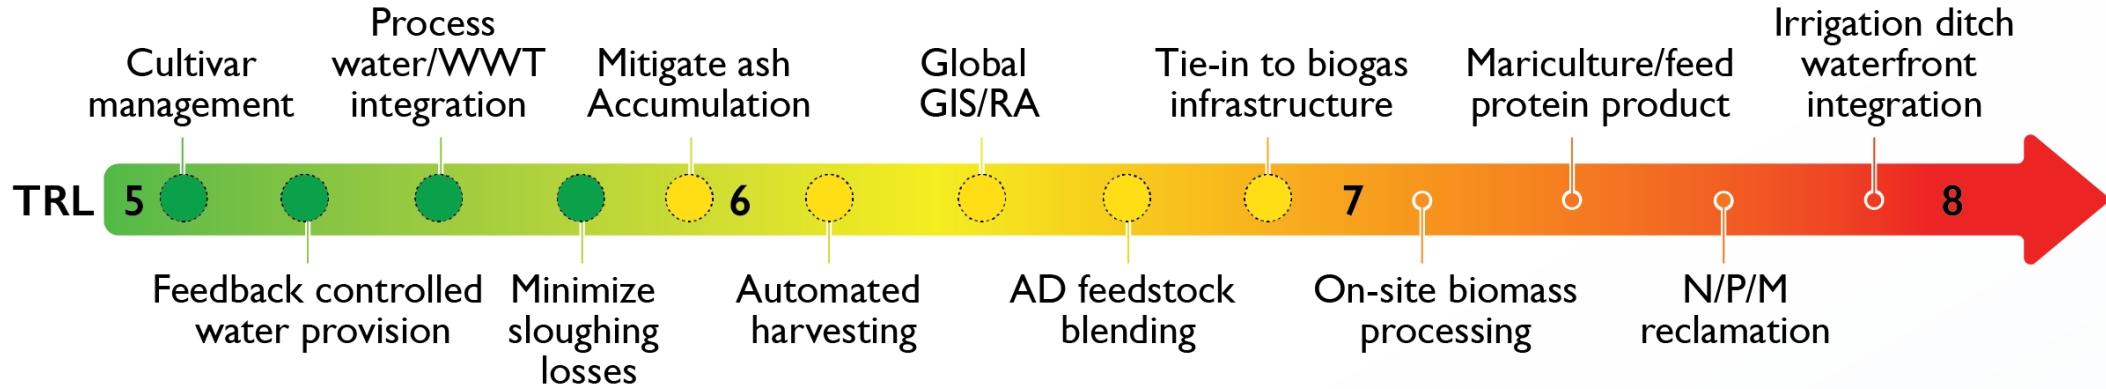 Cultivar
management
Process
water/WWT
integration
Mitigate ash
Accumulation
Global
GIS/RA
Tie-in to biogas
infrastructure
Mariculture/feed
protein product
Irrigation ditch
waterfront
integration
TRL 5 6 7 8
Feedback controlled
water provision
Minimize
sloughing
losses
Automated
harvesting
AD feedstock
blending
On-site biomass
processing
N/P/M
reclamation